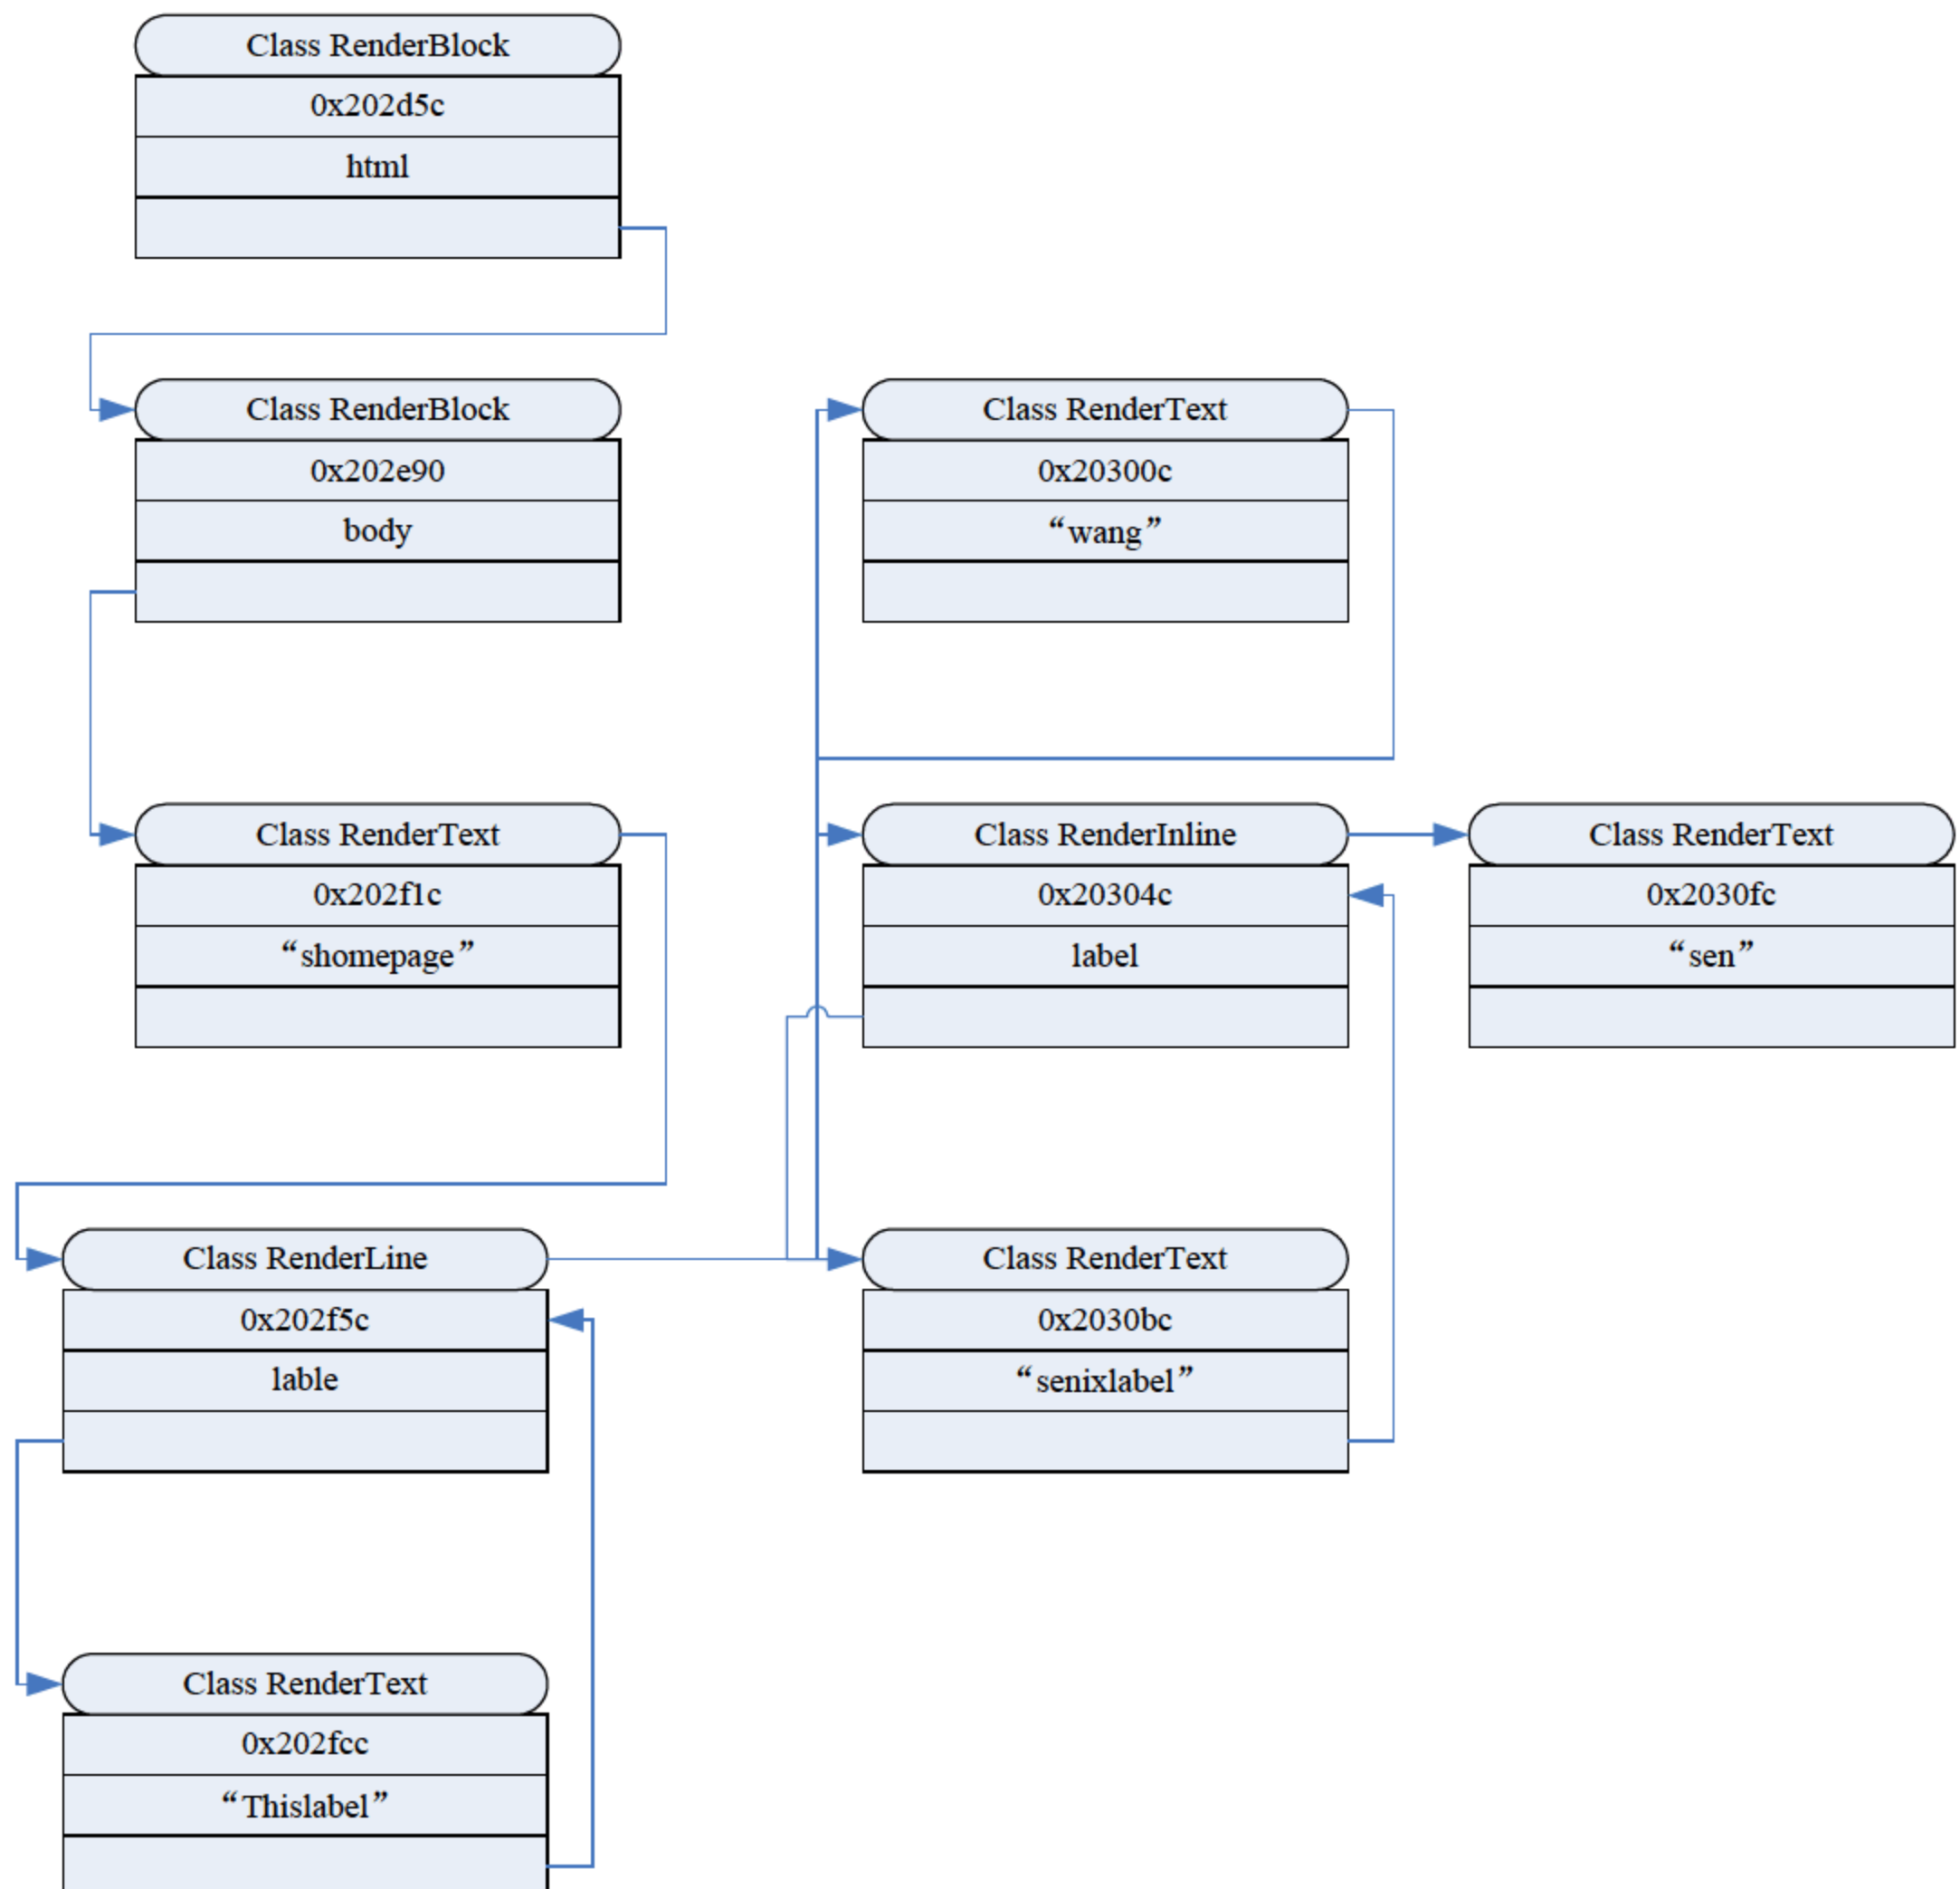 Class RenderBlock
0x202d5c
html
Class RenderBlock
0x202e90
body
Class RenderText
0x20300c
“wang”
Class RenderText
0x202f1c
“shomepage”
Class RenderInline
0x20304c
label
Class RenderText
0x2030fc
“sen”
Class RenderLine
0x202f5c
lable
Class RenderText
0x2030bc
“senixlabel”
Class RenderText
0x202fcc
“Thislabel”